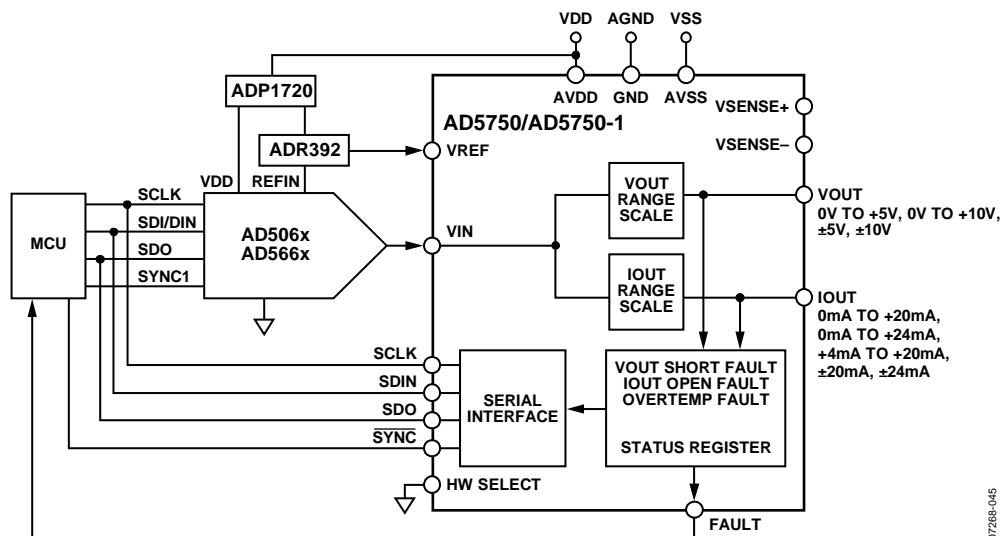 VDD AGND VSS
ADP1720
AVDD GND AVSS
VSENSE+
AD5750/AD5750-1
ADR392
VREF
VSENSE–
VDD REFIN
SCLK
VOUT
RANGE
SCALE
VOUT
0V TO +5V, 0V TO +10V,
±5V, ±10V
MCU
SDI/DIN
AD506x
AD566x
VIN
SDO
SYNC1
IOUT
RANGE
SCALE
IOUT
0mA TO +20mA,
0mA TO +24mA,
+4mA TO +20mA,
±20mA, ±24mA
SCLK
SDIN
SDO
SYNC
SERIAL
INTERFACE
VOUT SHORT FAULT
IOUT OPEN FAULT
OVERTEMP FAULT
STATUS REGISTER
HW SELECT
FAULT
07268-045